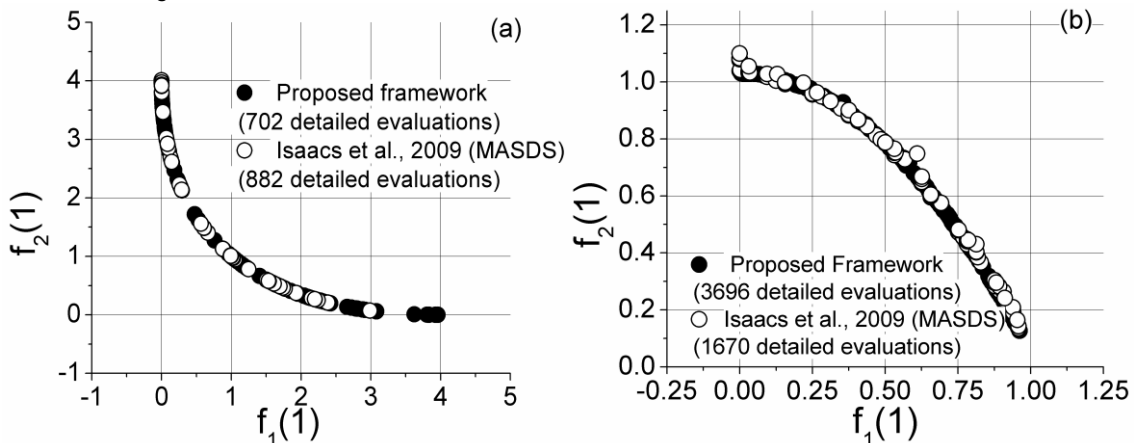 (a)
5
4
3
2
1
0
-1
f2(1)
Proposed framework
(702 detailed evaluations)
Isaacs et al., 2009 (MASDS)
(882 detailed evaluations)
-1 0 1 2 3 4 5
f1(1)
(b)
1.2
1.0
0.8
0.6
0.4
0.2
0.0
f2(1)
Proposed Framework
(3696 detailed evaluations)
Isaacs et al., 2009 (MASDS)
(1670 detailed evaluations)
-0.25 0.00 0.25 0.50 0.75 1.00 1.25
f1(1)